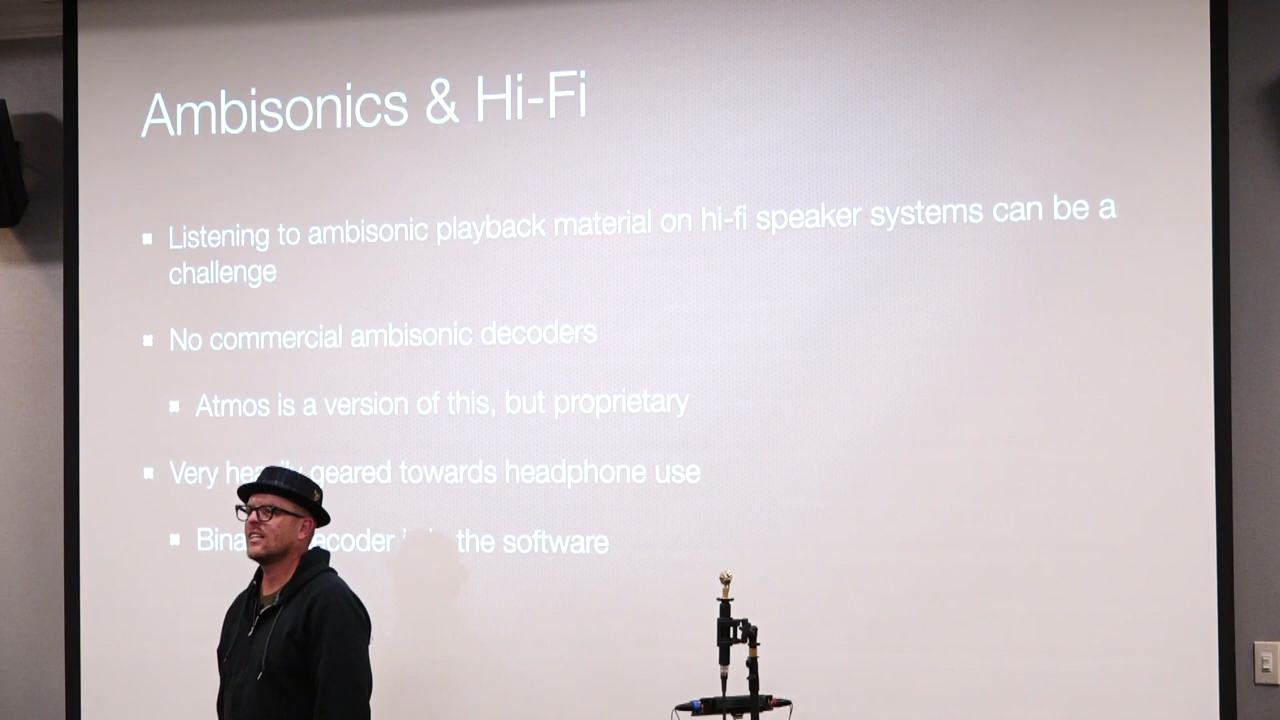 Ambisonics & Hi-Fi
Listening to ambisonic playback material on hi-fi speaker systems can be a
challenge
No commercial ambisonic decoders
Atmos is a version of this, but proprietary
Very heavily geared towards headphone use
the software